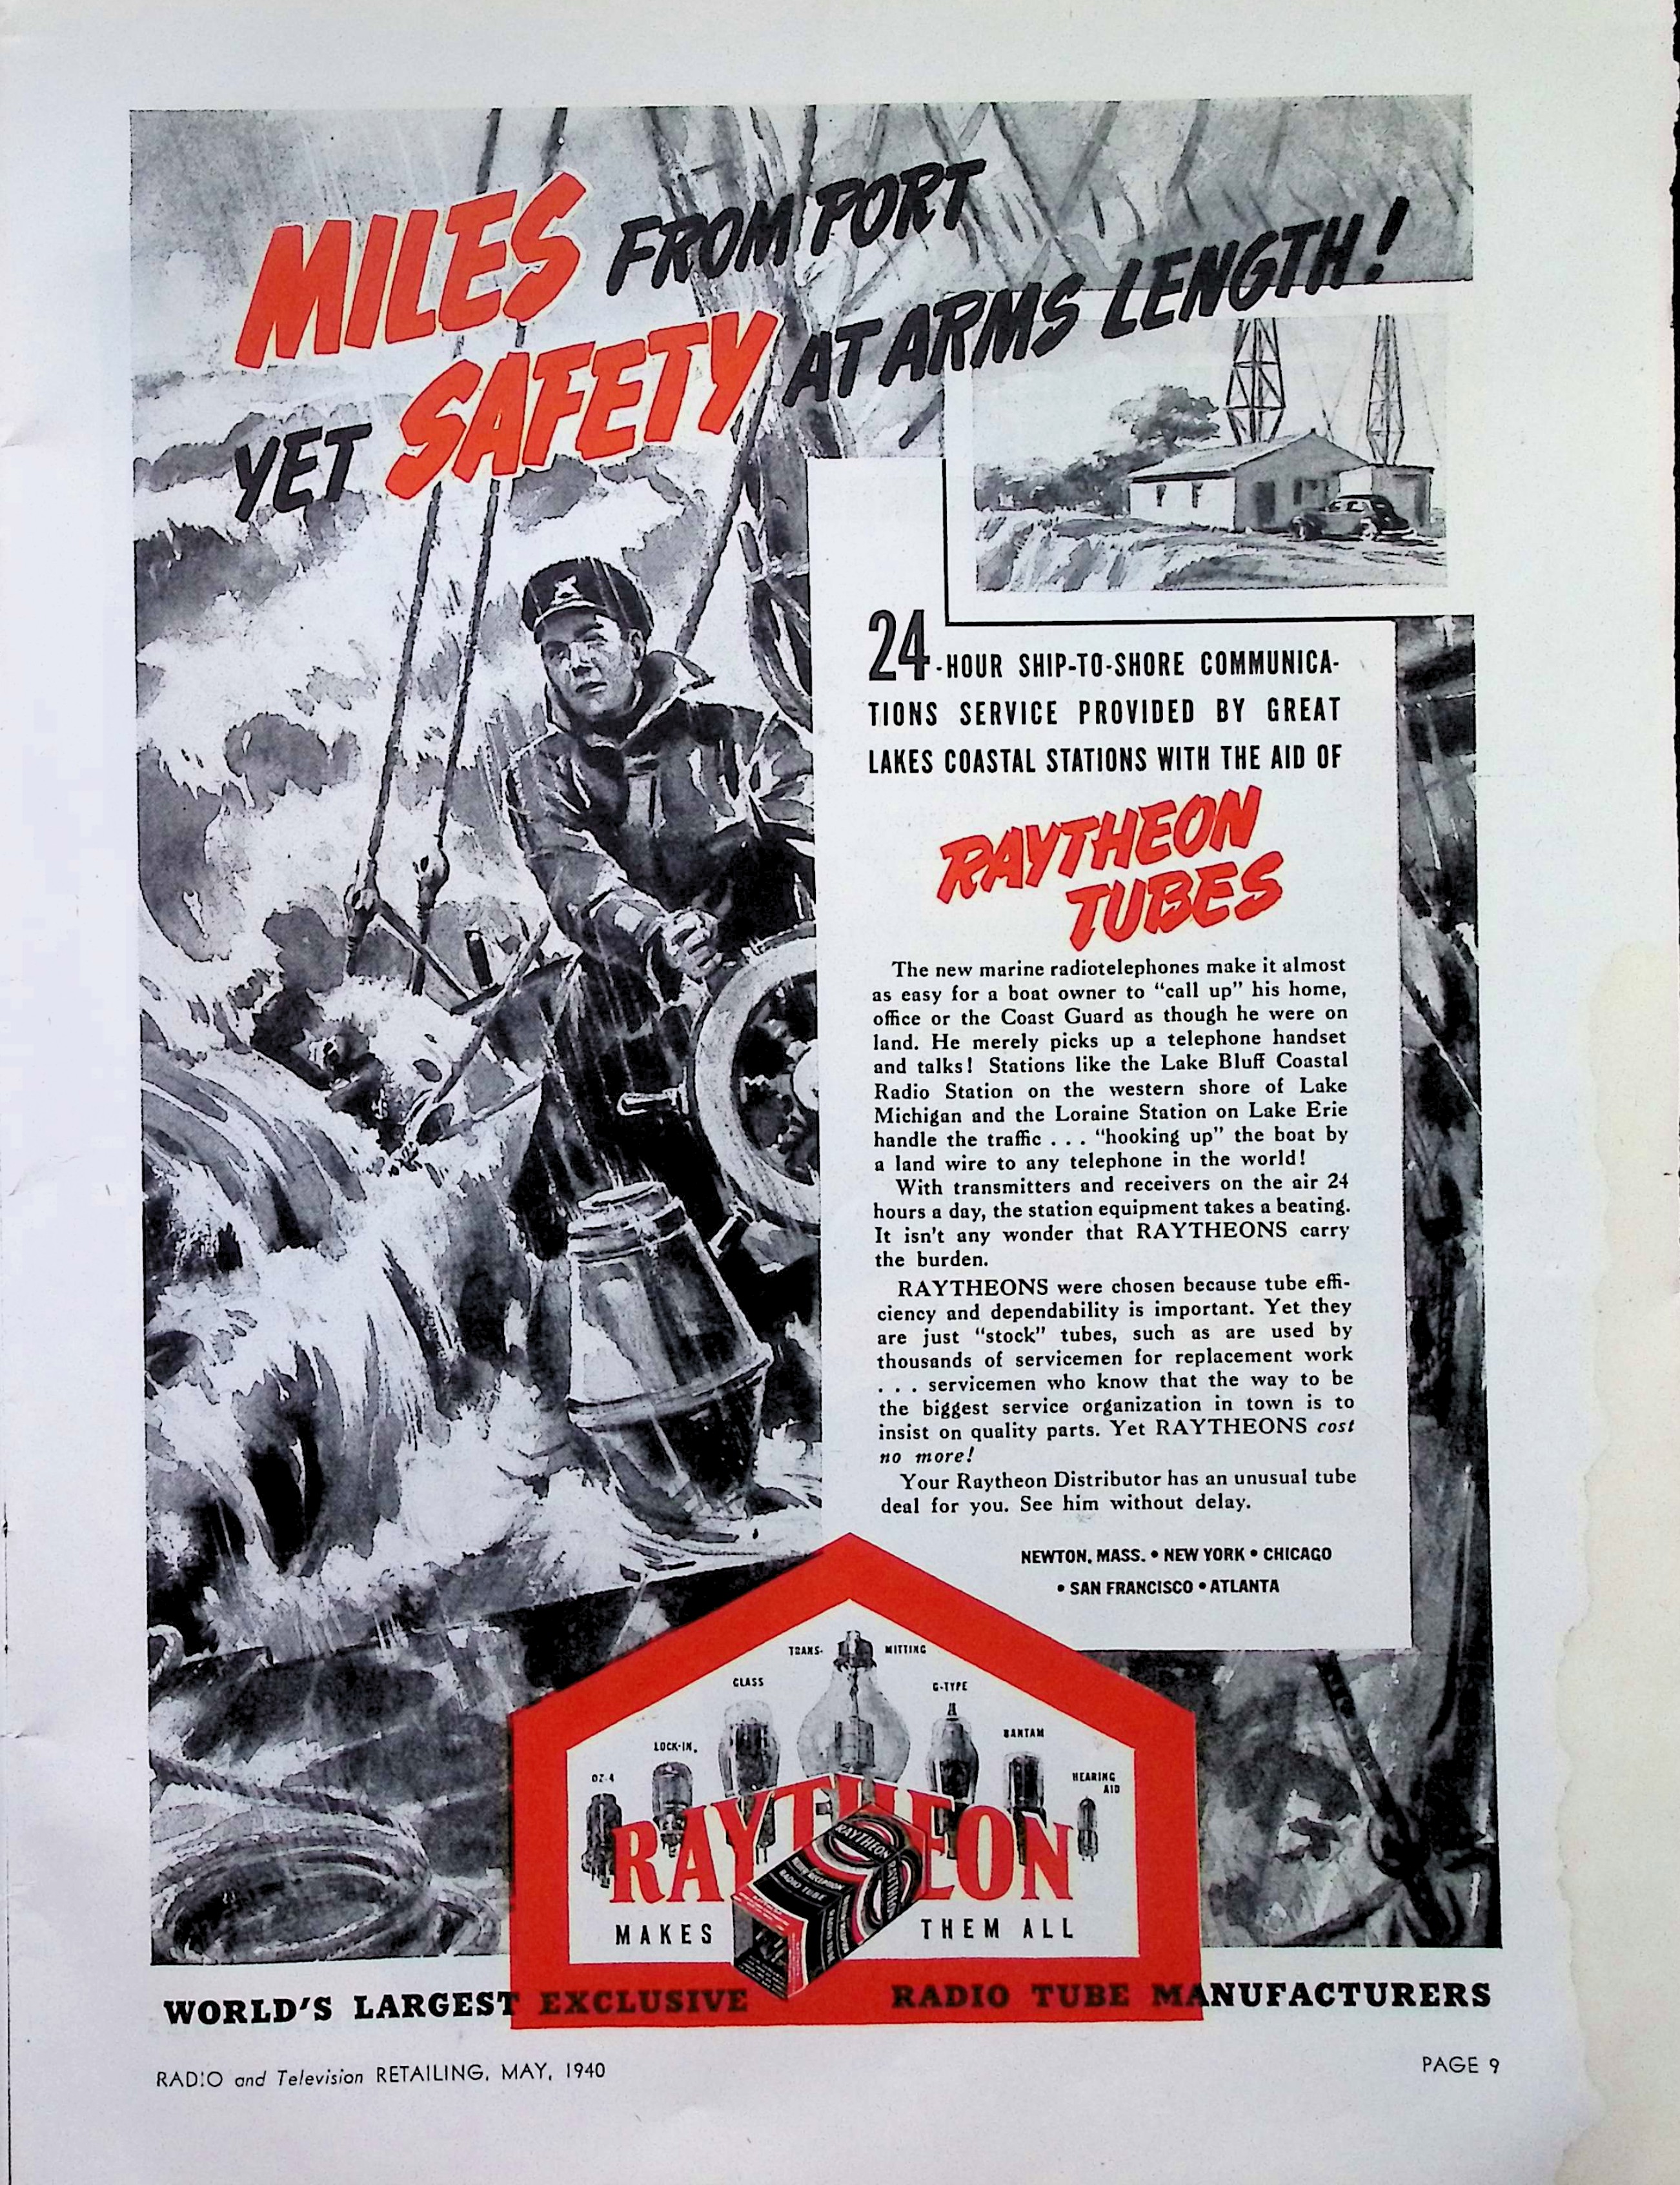 MILES FROM PORT
YET SAFETY AT ARMS LENGTH!
24-HOUR SHIP-TO-SHORE COMMUNICA-
TIONS SERVICE PROVIDED BY GREAT
LAKES COASTAL STATIONS WITH THE AID OF
RAYTHEON
TUBES
The new marine radiotelephones make it almost
as easy for a boat owner to “call up” his home,
office or the Coast Guard as though he were on
land. He merely picks up a telephone handset
and talks! Stations like the Lake Bluff Coastal
Radio Station on the western shore of Lake
Michigan and the Loraine Station on Lake Erie
handle the traffic . . . “hooking up” the boat by
a land wire to any telephone in the world!
With transmitters and receivers on the air 24
hours a day, the station equipment takes a beating.
It isn't any wonder that RAYTHEONS carry
the burden.
RAYTHEONS were chosen because tube effi-
ciency and dependability is important. Yet they
are just “stock” tubes, such as are used by
thousands of servicemen for replacement work
. . . servicemen who know that the way to be
the biggest service organization in town is to
insist on quality parts. Yet RAYTHEONS cost
no more!
Your Raytheon Distributor has an unusual tube
deal for you. See him without delay.
NEWTON, MASS. • NEW YORK • CHICAGO
• SAN FRANCISCO • ATLANTA
TRANS- MITTING
CLASS G-TYPE
LOCK-IN. BANTAM
OZ-4 HEARING
AID
RAYTHEON
RAYTHEON
RADIO TUBE
MAKES THEM ALL
WORLD'S LARGEST EXCLUSIVE RADIO TUBE MANUFACTURERS
RADIO and Television RETAILING, MAY, 1940 PAGE 9